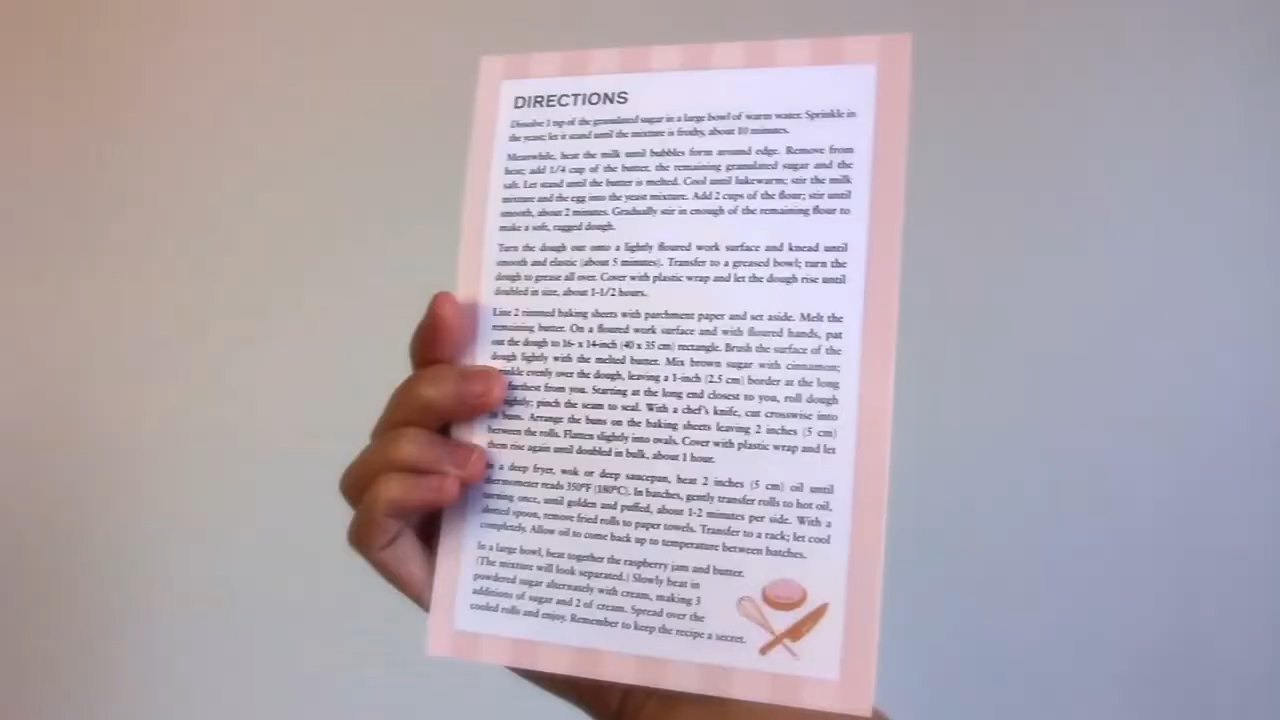 DIRECTIONS
Dissolve 1 tsp of the granulated sugar in a large bowl of warm water. Sprinkle in
the yeast; let it stand until the mixture is frothy, about 10 minutes.
Meanwhile, heat the milk until bubbles form around edge. Remove from
heat; add 1/4 cup of the butter, the remaining granulated sugar and the
salt. Let stand until the butter is melted. Cool until lukewarm; stir the milk
mixture and the egg into the yeast mixture. Add 2 cups of the flour; stir until
smooth, about 2 minutes. Gradually stir in enough of the remaining flour to
make a soft, ragged dough.
Turn the dough out onto a lightly floured work surface and knead until
smooth and elastic (about 5 minutes). Transfer to a greased bowl; turn the
dough to grease all over. Cover with plastic wrap and let the dough rise until
doubled in size, about 1-1/2 hours.
Line 2 rimmed baking sheets with parchment paper and set aside. Melt the
remaining butter. On a floured work surface and with floured hands, pat
out the dough to 16- x 14-inch (40 x 35 cm) rectangle. Brush the surface of the
dough lightly with the melted butter. Mix brown sugar with cinnamon;
evenly over the dough, leaving a 1-inch (2.5 cm) border at the long
farthest from you. Starting at the long end closest to you, roll dough
pinch the seam to seal. With a chef's knife, cut crosswise into
buns. Arrange the buns on the baking sheets leaving 2 inches (5 cm)
between the rolls. Flatten slightly into ovals. Cover with plastic wrap and let
them rise again until doubled in bulk, about 1 hour.
In a deep fryer, wok or deep saucepan, heat 2 inches (5 cm) oil until
thermometer reads 350°F (180°C). In batches, gently transfer rolls to hot oil,
turning once, until golden and puffed, about 1-2 minutes per side. With a
slotted spoon, remove fried rolls to paper towels. Transfer to a rack; let cool
completely. Allow oil to come back up to temperature between batches.
In a large bowl, beat together the raspberry jam and butter.
(The mixture will look separated.) Slowly beat in
powdered sugar alternately with cream, making 3
additions of sugar and 2 of cream. Spread over the
cooled rolls and enjoy. Remember to keep the recipe a secret.